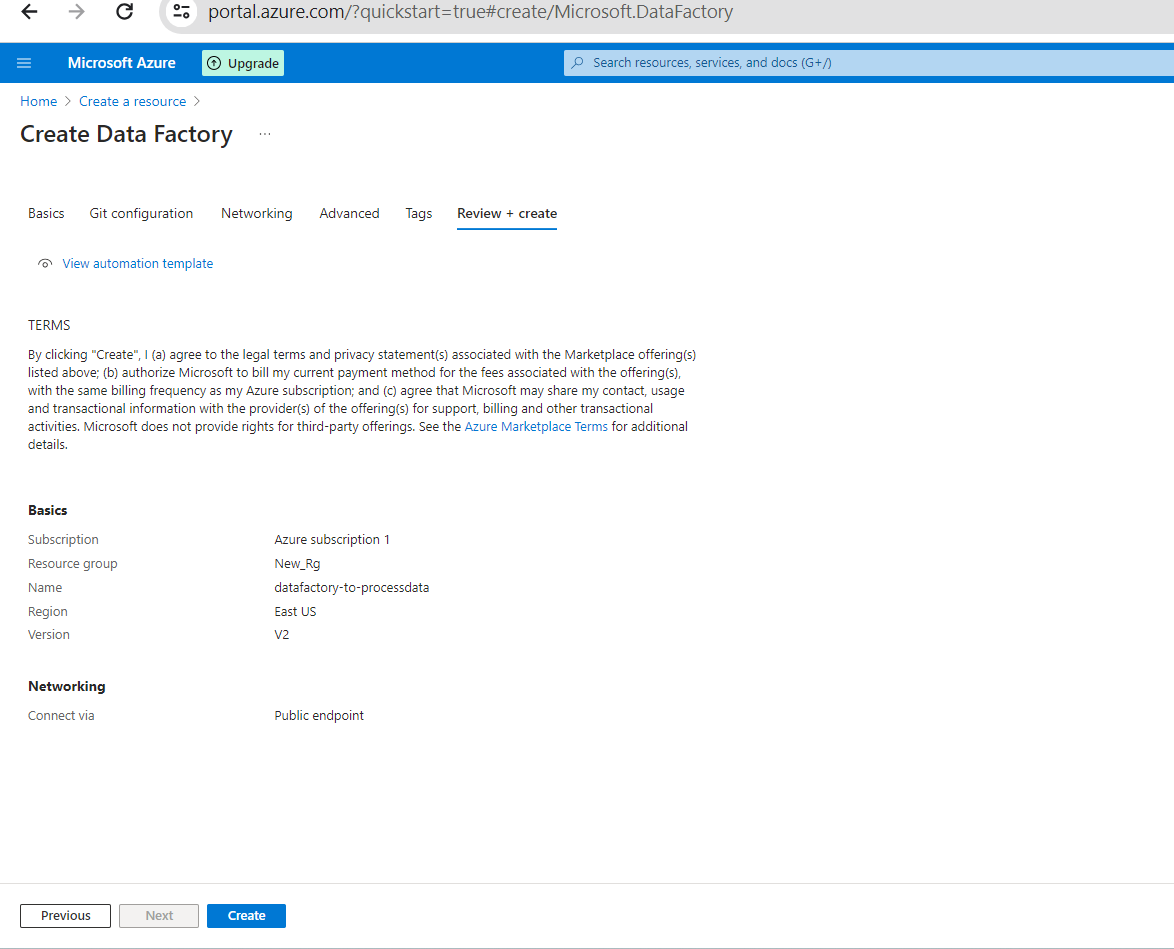 portal.azure.com/?quickstart=true#create/Microsoft.DataFactory
Microsoft Azure Upgrade Search resources, services, and docs (G+/)
Home > Create a resource >
Create Data Factory ...
Basics Git configuration Networking Advanced Tags Review + create
View automation template
TERMS
By clicking "Create", I (a) agree to the legal terms and privacy statement(s) associated with the Marketplace offering(s)
listed above; (b) authorize Microsoft to bill my current payment method for the fees associated with the offering(s),
with the same billing frequency as my Azure subscription; and (c) agree that Microsoft may share my contact, usage
and transactional information with the provider(s) of the offering(s) for support, billing and other transactional
activities. Microsoft does not provide rights for third-party offerings. See the Azure Marketplace Terms for additional
details.
Basics
Subscription Azure subscription 1
Resource group New_Rg
Name datafactory-to-processdata
Region East US
Version V2
Networking
Connect via Public endpoint
Previous Next Create